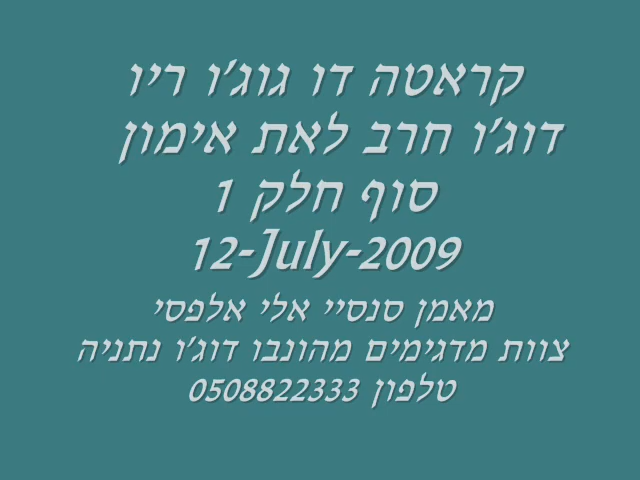 קראטה דו גוג'ו ריו
דוג'ו חרב לאת אימון
סוף חלק 1
12-July-2009
מאמן סנסיי אלי אלפסי
צוות מדגימים מהונבו דוג'ו נתניה
טלפון 0508822333